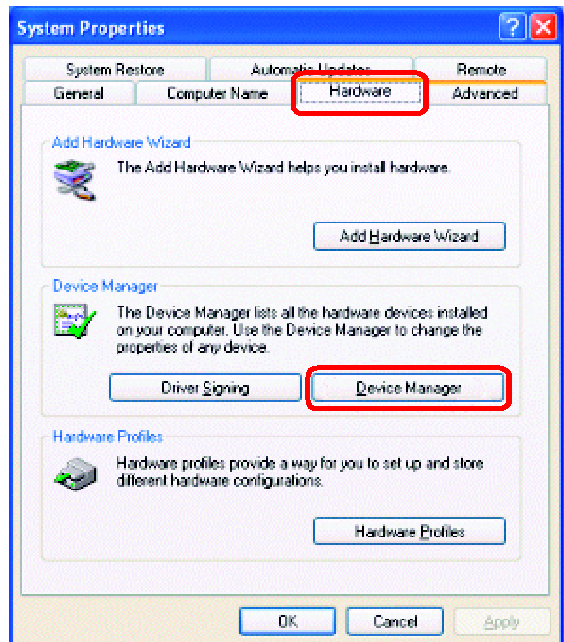 System Properties
System Restore Automatic Updates Remote
General Computer Name Hardware Advanced
Add Hardware Wizard
The Add Hardware Wizard helps you install hardware.
Add Hardware Wizard
Device Manager
The Device Manager lists all the hardware devices installed
on your computer. Use the Device Manager to change the
properties of any device.
Driver Signing Device Manager
Hardware Profiles
Hardware profiles provide a way for you to set up and store
different hardware configurations.
Hardware Profiles
OK Cancel Apply